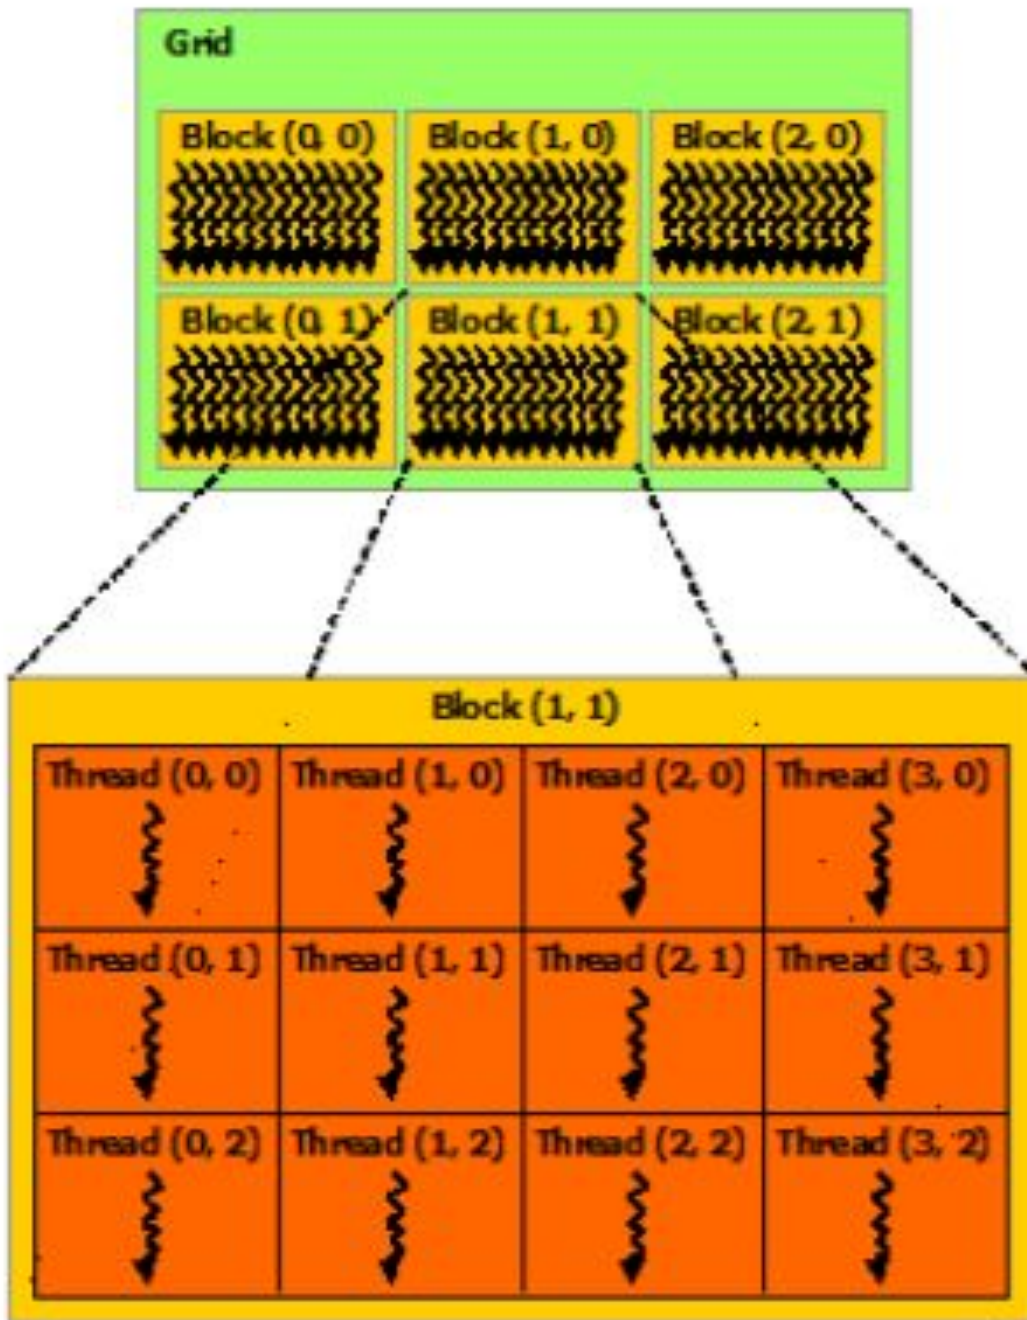 Grid
Block (0, 0) Block (1, 0) Block (2, 0)
Block (0, 1) Block (1, 1) Block (2, 1)
Block (1, 1)
Thread (0, 0) Thread (1, 0) Thread (2, 0) Thread (3, 0)
Thread (0, 1) Thread (1, 1) Thread (2, 1) Thread (3, 1)
Thread (0, 2) Thread (1, 2) Thread (2, 2) Thread (3, 2)